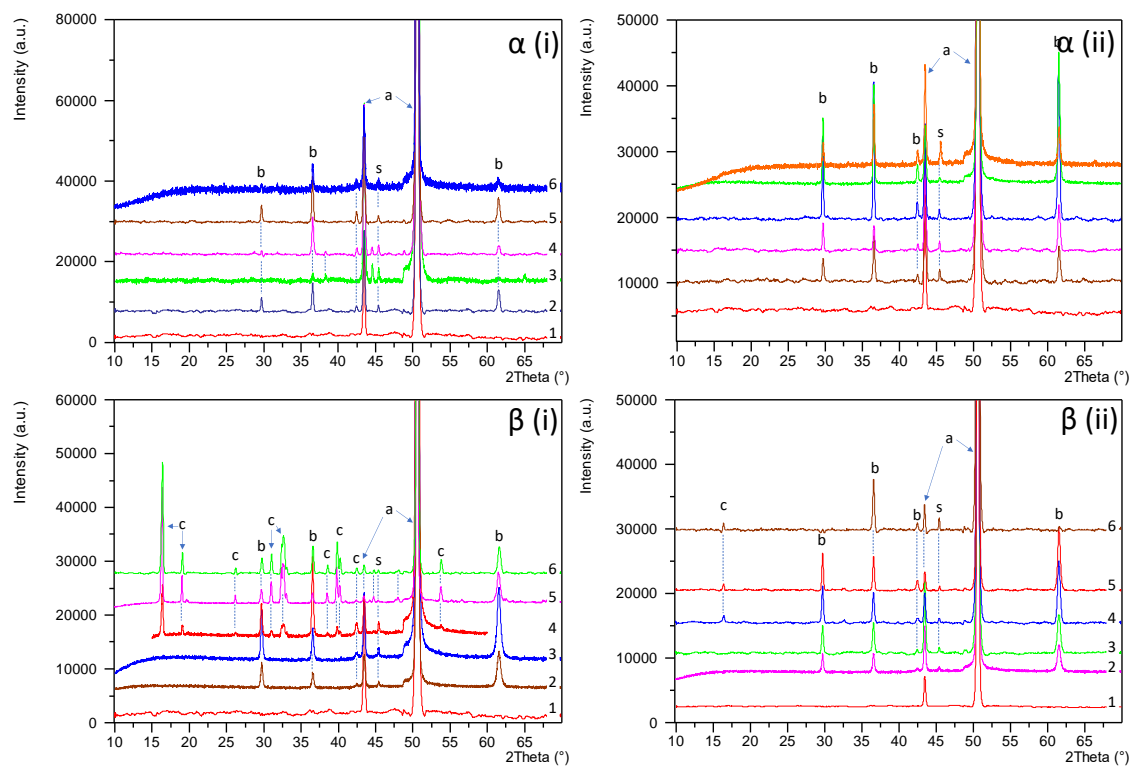 α (i)
Intensity (a.u.)
80000
60000
40000
20000
0
a
b
b
s
b
6
5
4
3
2
1
10 15 20 25 30 35 40 45 50 55 60 65
2Theta (°)
α (ii)
Intensity (a.u.)
50000
40000
30000
20000
10000
b
a
b
b
b
s
10 15 20 25 30 35 40 45 50 55 60 65
2Theta (°)
β (i)
Intensity (a.u.)
60000
50000
40000
30000
20000
10000
0
c
a
c
c
b
b
c
c
s
c
b
6
5
4
3
2
1
10 15 20 25 30 35 40 45 50 55 60 65
2Theta (°)
β (ii)
Intensity (a.u.)
50000
40000
30000
20000
10000
0
a
b
c
b
b
s
b
6
5
4
3
2
1
10 15 20 25 30 35 40 45 50 55 60 65
2Theta (°)